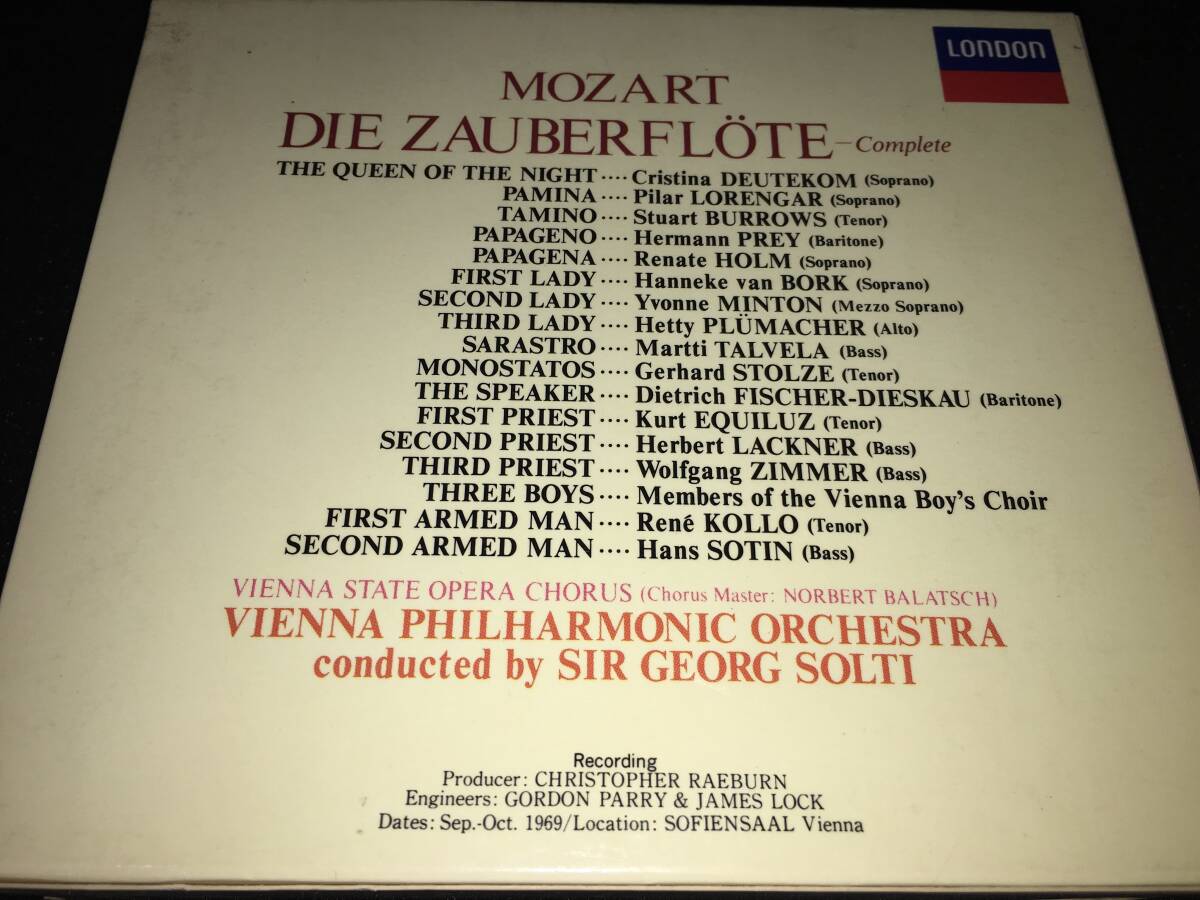 LONDON
MOZART
DIE ZAUBERFLÖTE—Complete
THE QUEEN OF THE NIGHT···· Cristina DEUTEKOM (Soprano)
PAMINA···· Pilar LORENGAR (Soprano)
TAMINO···· Stuart BURROWS (Tenor)
PAPAGENO···· Hermann PREY (Baritone)
PAPAGENA···· Renate HOLM (Soprano)
FIRST LADY···· Hanneke van BORK (Soprano)
SECOND LADY···· Yvonne MINTON (Mezzo Soprano)
THIRD LADY···· Hetty PLÜMACHER (Alto)
SARASTRO···· Martti TALVELA (Bass)
MONOSTATOS···· Gerhard STOLZE (Tenor)
THE SPEAKER···· Dietrich FISCHER-DIESKAU (Baritone)
FIRST PRIEST···· Kurt EQUILUZ (Tenor)
SECOND PRIEST···· Herbert LACKNER (Bass)
THIRD PRIEST···· Wolfgang ZIMMER (Bass)
THREE BOYS···· Members of the Vienna Boy's Choir
FIRST ARMED MAN···· René KOLLO (Tenor)
SECOND ARMED MAN···· Hans SOTIN (Bass)
VIENNA STATE OPERA CHORUS (Chorus Master: NORBERT BALATSCH)
VIENNA PHILHARMONIC ORCHESTRA
conducted by SIR GEORG SOLTI
Recording
Producer: CHRISTOPHER RAEBURN
Engineers: GORDON PARRY & JAMES LOCK
Dates: Sep.-Oct. 1969/Location: SOFIENSAAL Vienna